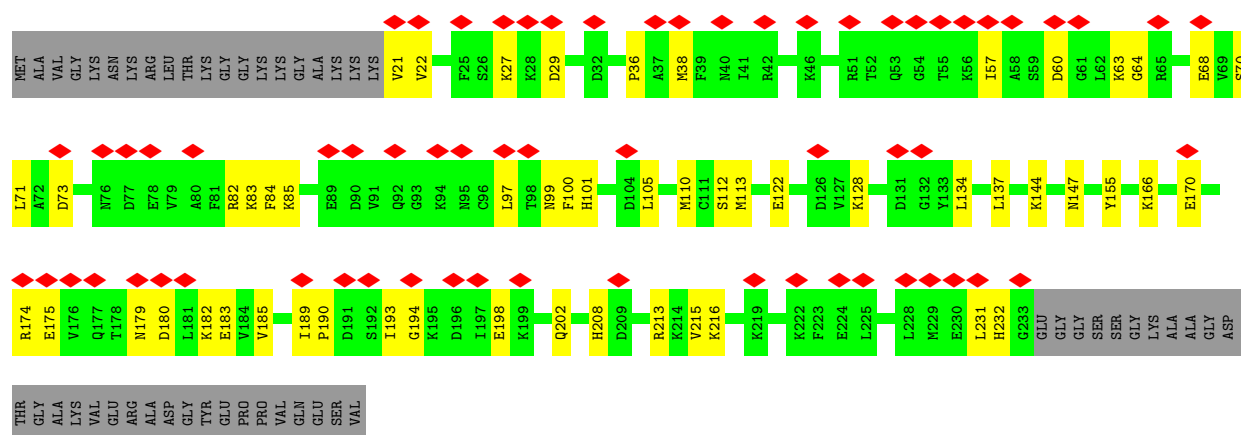 MET ALA VAL GLY LYS ASN LYS ARG LEU THR LYS GLY GLY LYS LYS GLY ALA LYS LYS LYS V21 V22 F25 S26 K27 K28 D29 D32 P36 A37 M38 F39 N40 I41 R42 K46 R51 T52 Q53 G54 T55 K56 I57 A58 S59 D60 G61 L62 K63 G64 R65 E68 V69 S70
L71 A72 D73 N76 D77 E78 V79 A80 F81 R82 K83 F84 K85 E89 D90 V91 Q92 G93 K94 N95 C96 L97 T98 N99 F100 H101 D104 L105 M110 C111 S112 M113 E122 D126 V127 K128 D131 G132 Y133 L134 L137 K144 N147 Y155 K166 E170
R174 E175 V176 Q177 T178 N179 D180 L181 K182 E183 V184 V185 I189 P190 D191 S192 I193 G194 K195 D196 I197 E198 K199 Q202 H208 D209 R213 K214 V215 K216 K219 K222 F223 E224 L225 L228 M229 E230 L231 H232 G233 GLU GLY GLY SER SER GLY LYS ALA ALA GLY ASP
THR GLY ALA LYS VAL GLU ARG ALA ASP GLY TYR GLU PRO PRO VAL GLN GLU SER VAL